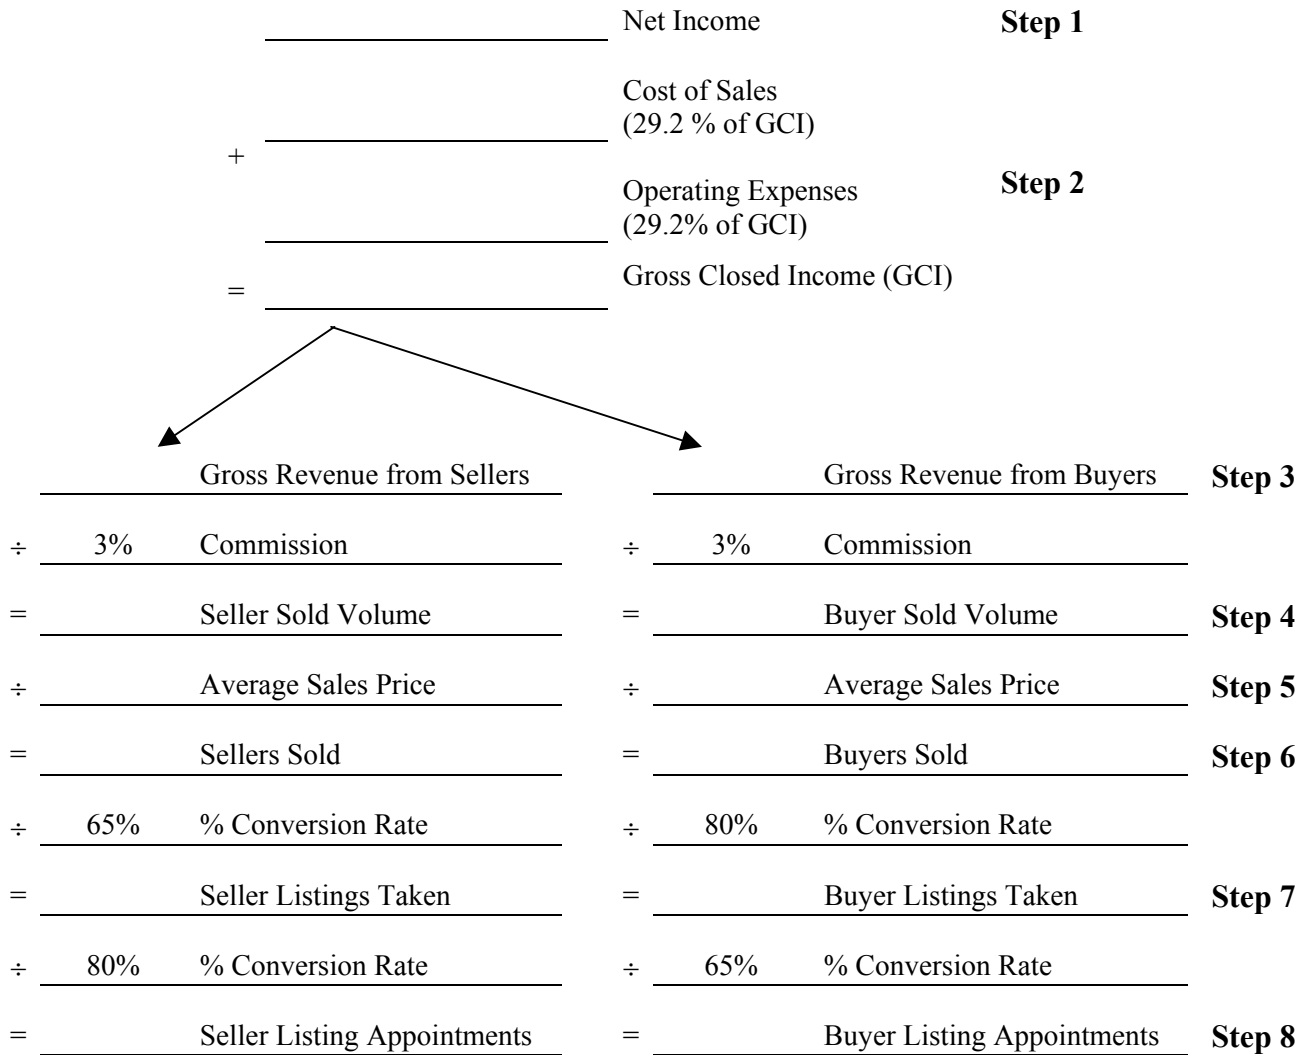 Net Income Step 1
Cost of Sales
(29.2 % of GCI)
+
Operating Expenses Step 2
(29.2% of GCI)
= Gross Closed Income (GCI)
Gross Revenue from Sellers Gross Revenue from Buyers Step 3
÷ 3% Commission ÷ 3% Commission
= Seller Sold Volume = Buyer Sold Volume Step 4
÷ Average Sales Price ÷ Average Sales Price Step 5
= Sellers Sold = Buyers Sold Step 6
÷ 65% % Conversion Rate ÷ 80% % Conversion Rate
= Seller Listings Taken = Buyer Listings Taken Step 7
÷ 80% % Conversion Rate ÷ 65% % Conversion Rate
= Seller Listing Appointments = Buyer Listing Appointments Step 8